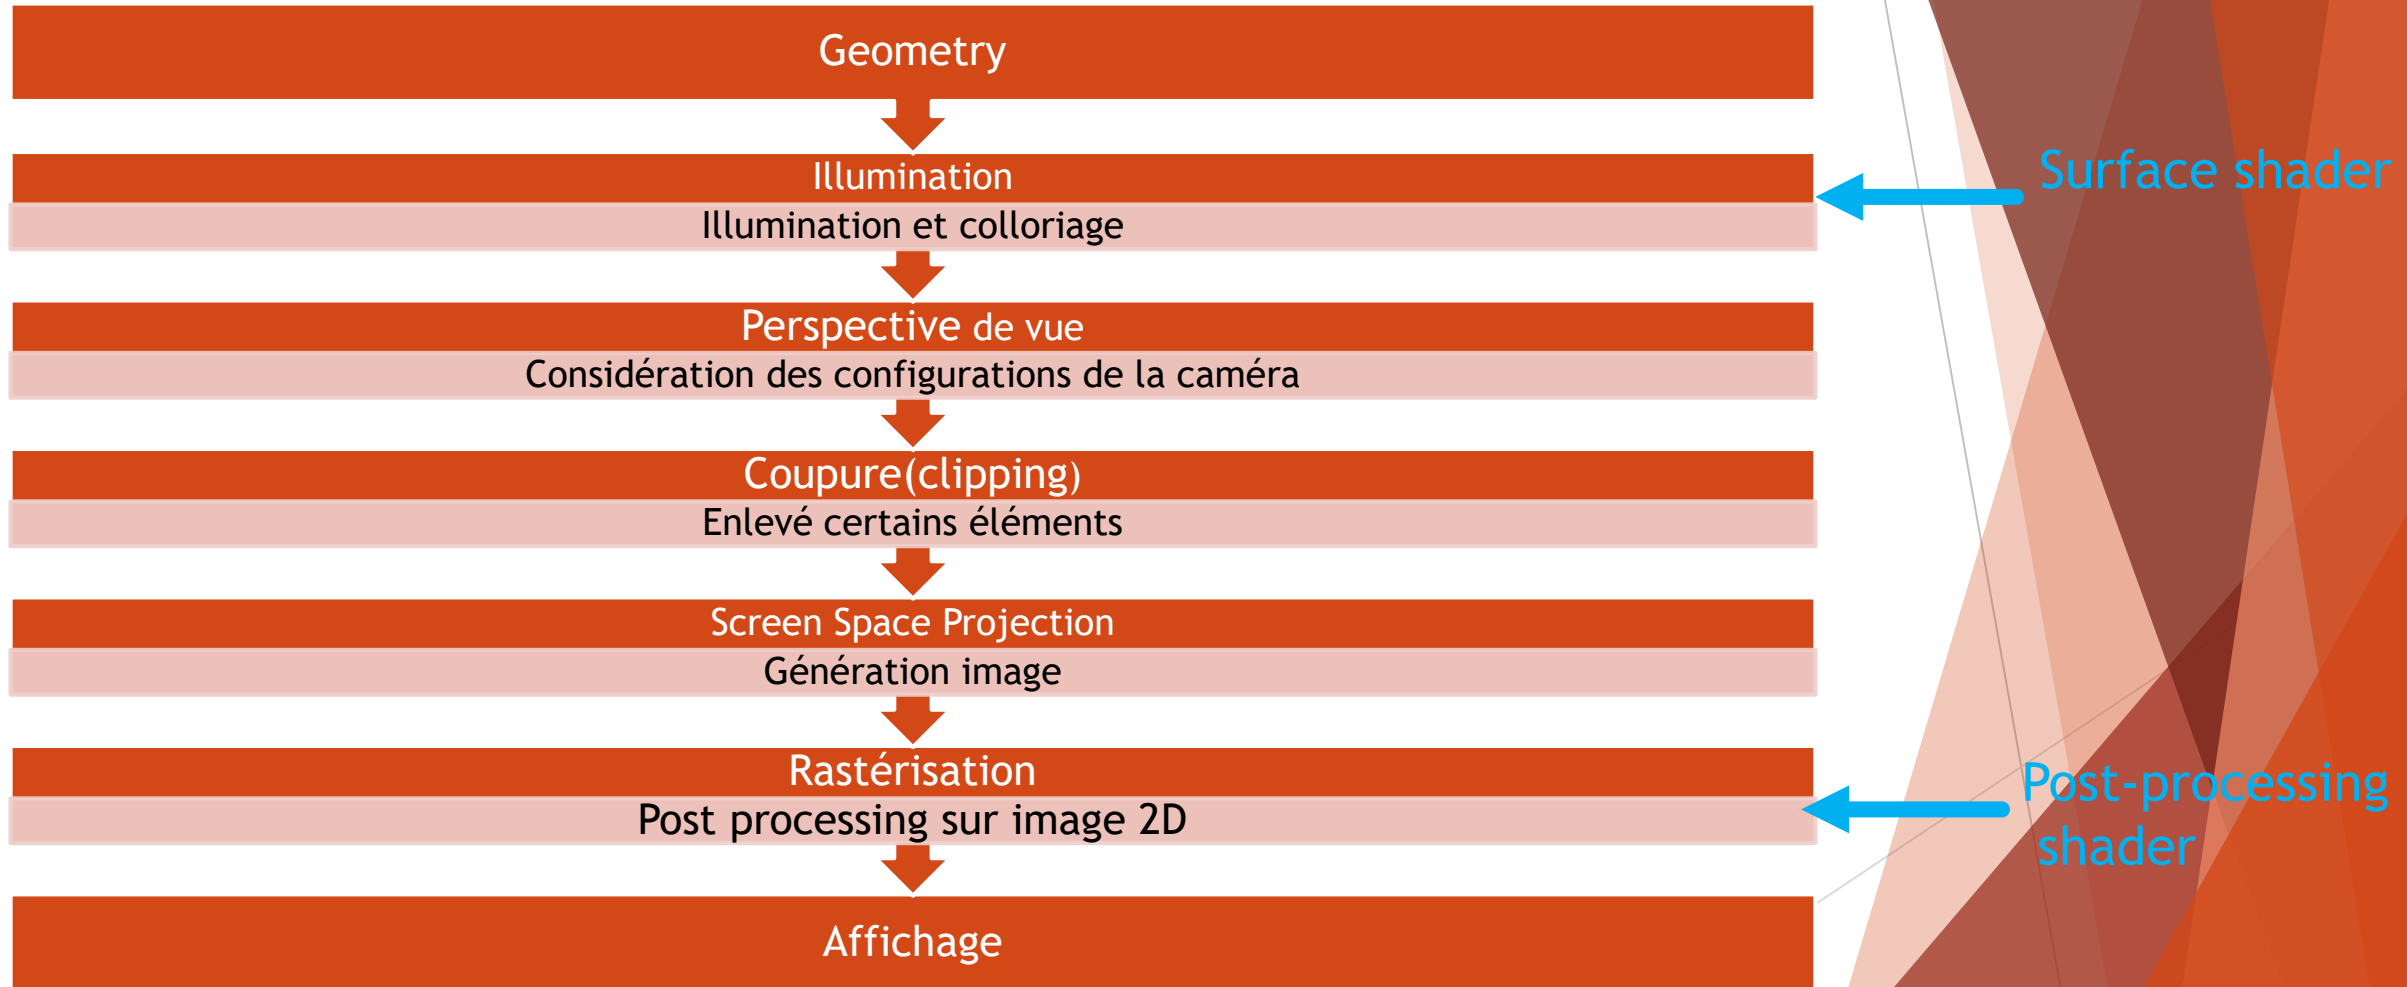 Geometry
Illumination
Surface shader
Illumination et colloriage
Perspective de vue
Considération des configurations de la caméra
Coupure(clipping)
Enlevé certains éléments
Screen Space Projection
Génération image
Rastérisation
Post processing sur image 2D
Post-processing
shader
Affichage